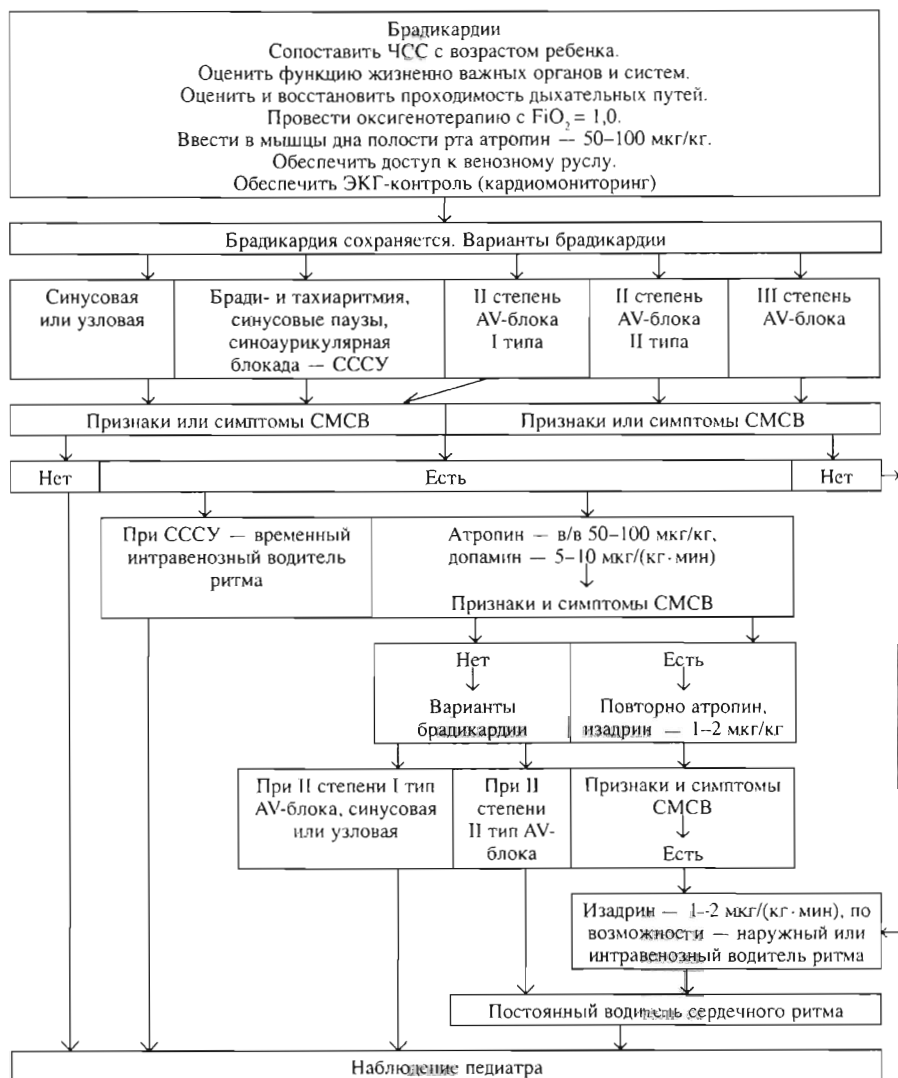 Брадикардии
Сопоставить ЧСС с возрастом ребенка.
Оценить функцию жизненно важных органов и систем.
Оценить и восстановить проходимость дыхательных путей.
Провести оксигенотерапию с FiO₂ = 1,0.
Ввести в мышцы дна полости рта атропин — 50–100 мкг/кг.
Обеспечить доступ к венозному руслу.
Обеспечить ЭКГ-контроль (кардиомониторинг)
Брадикардия сохраняется. Варианты брадикардии
Синусовая
или узловая
Бради- и тахиаритмия,
синусовые паузы,
синоаурикулярная
блокада — СССУ
II степень
AV-блока
I типа
II степень
AV-блока
II типа
III степень
AV-блока
Признаки или симптомы СМСВ
Признаки или симптомы СМСВ
Нет
Есть
Нет
При СССУ — временный
интравенозный водитель
ритма
Атропин — в/в 50–100 мкг/кг,
допамин — 5–10 мкг/(кг·мин)
Признаки и симптомы СМСВ
Нет
Варианты
брадикардии
Есть
Повторно атропин,
изадрин — 1–2 мкг/кг
При II степени I тип
AV-блока, синусовая
или узловая
При II
степени
II тип AV-
блока
Признаки и симптомы
СМСВ
Есть
Изадрин — 1–2 мкг/(кг·мин), по
возможности — наружный или
интравенозный водитель ритма
Постоянный водитель сердечного ритма
Наблюдение педиатра